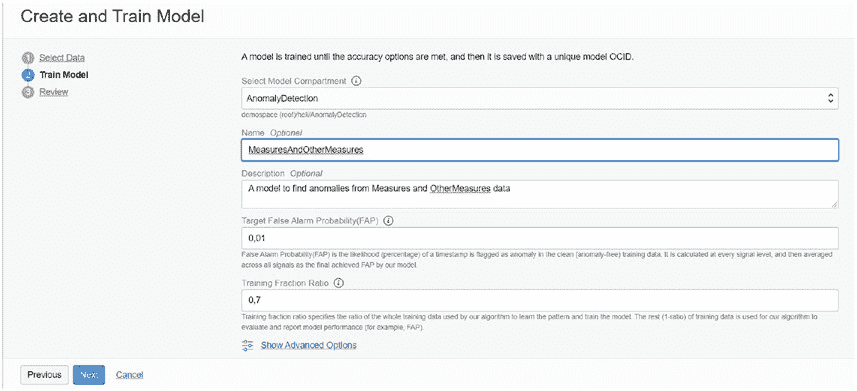 Create and Train Model
1 Select Data
2 Train Model
3 Review
A model is trained until the accuracy options are met, and then it is saved with a unique model OCID.
Select Model Compartment
AnomalyDetection
demospace (root)/heli/AnomalyDetection
Name Optional
MeasuresAndOtherMeasures
Description Optional
A model to find anomalies from Measures and OtherMeasures data
Target False Alarm Probability(FAP)
0,01
False Alarm Probability(FAP) is the likelihood (percentage) of a timestamp is flagged as anomaly in the clean (anomaly-free) training data. It is calculated at every signal level, and then averaged
across all signals as the final achieved FAP by our model.
Training Fraction Ratio
0,7
Training fraction ratio specifies the ratio of the whole training data used by our algorithm to learn the pattern and train the model. The rest (1-ratio) of training data is used for our algorithm to
evaluate and report model performance (for example, FAP).
Show Advanced Options
Previous Next Cancel